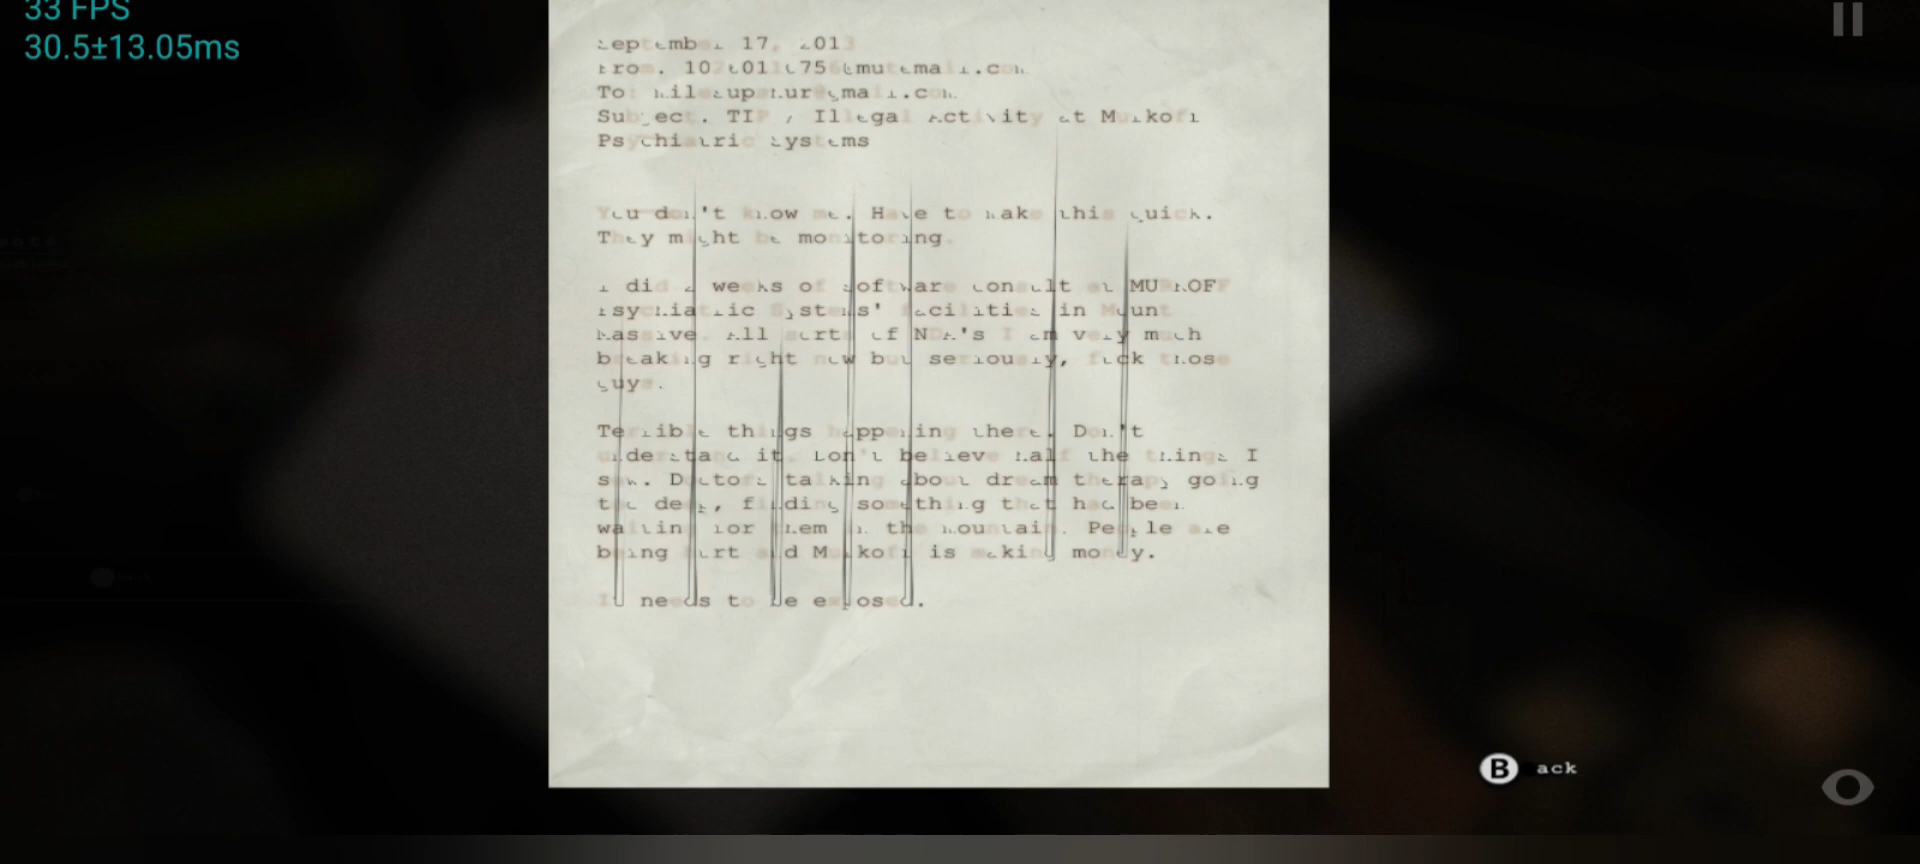 33 FPS
30.5±13.05ms
September 17, 2013
From:
To:
Subject: TIP / Illegal Activity at Murkoff
Psychiatric Systems
You don't know me. Have to make this quick.
They might be monitoring.
I did 2 weeks of software consult at MURKOFF
Psychiatric Systems' facilities in Mount
Massive. All sorts of NDA's I am very much
breaking right now but seriously, fuck those
guys.
Terrible things happening there. Don't
understand it. Don't believe half the things I
saw. Doctors talking about dream therapy going
too deep, finding something that had been
waiting for them in the mountain. People are
being hurt and Murkoff is making money.
It needs to be exposed.
B ack